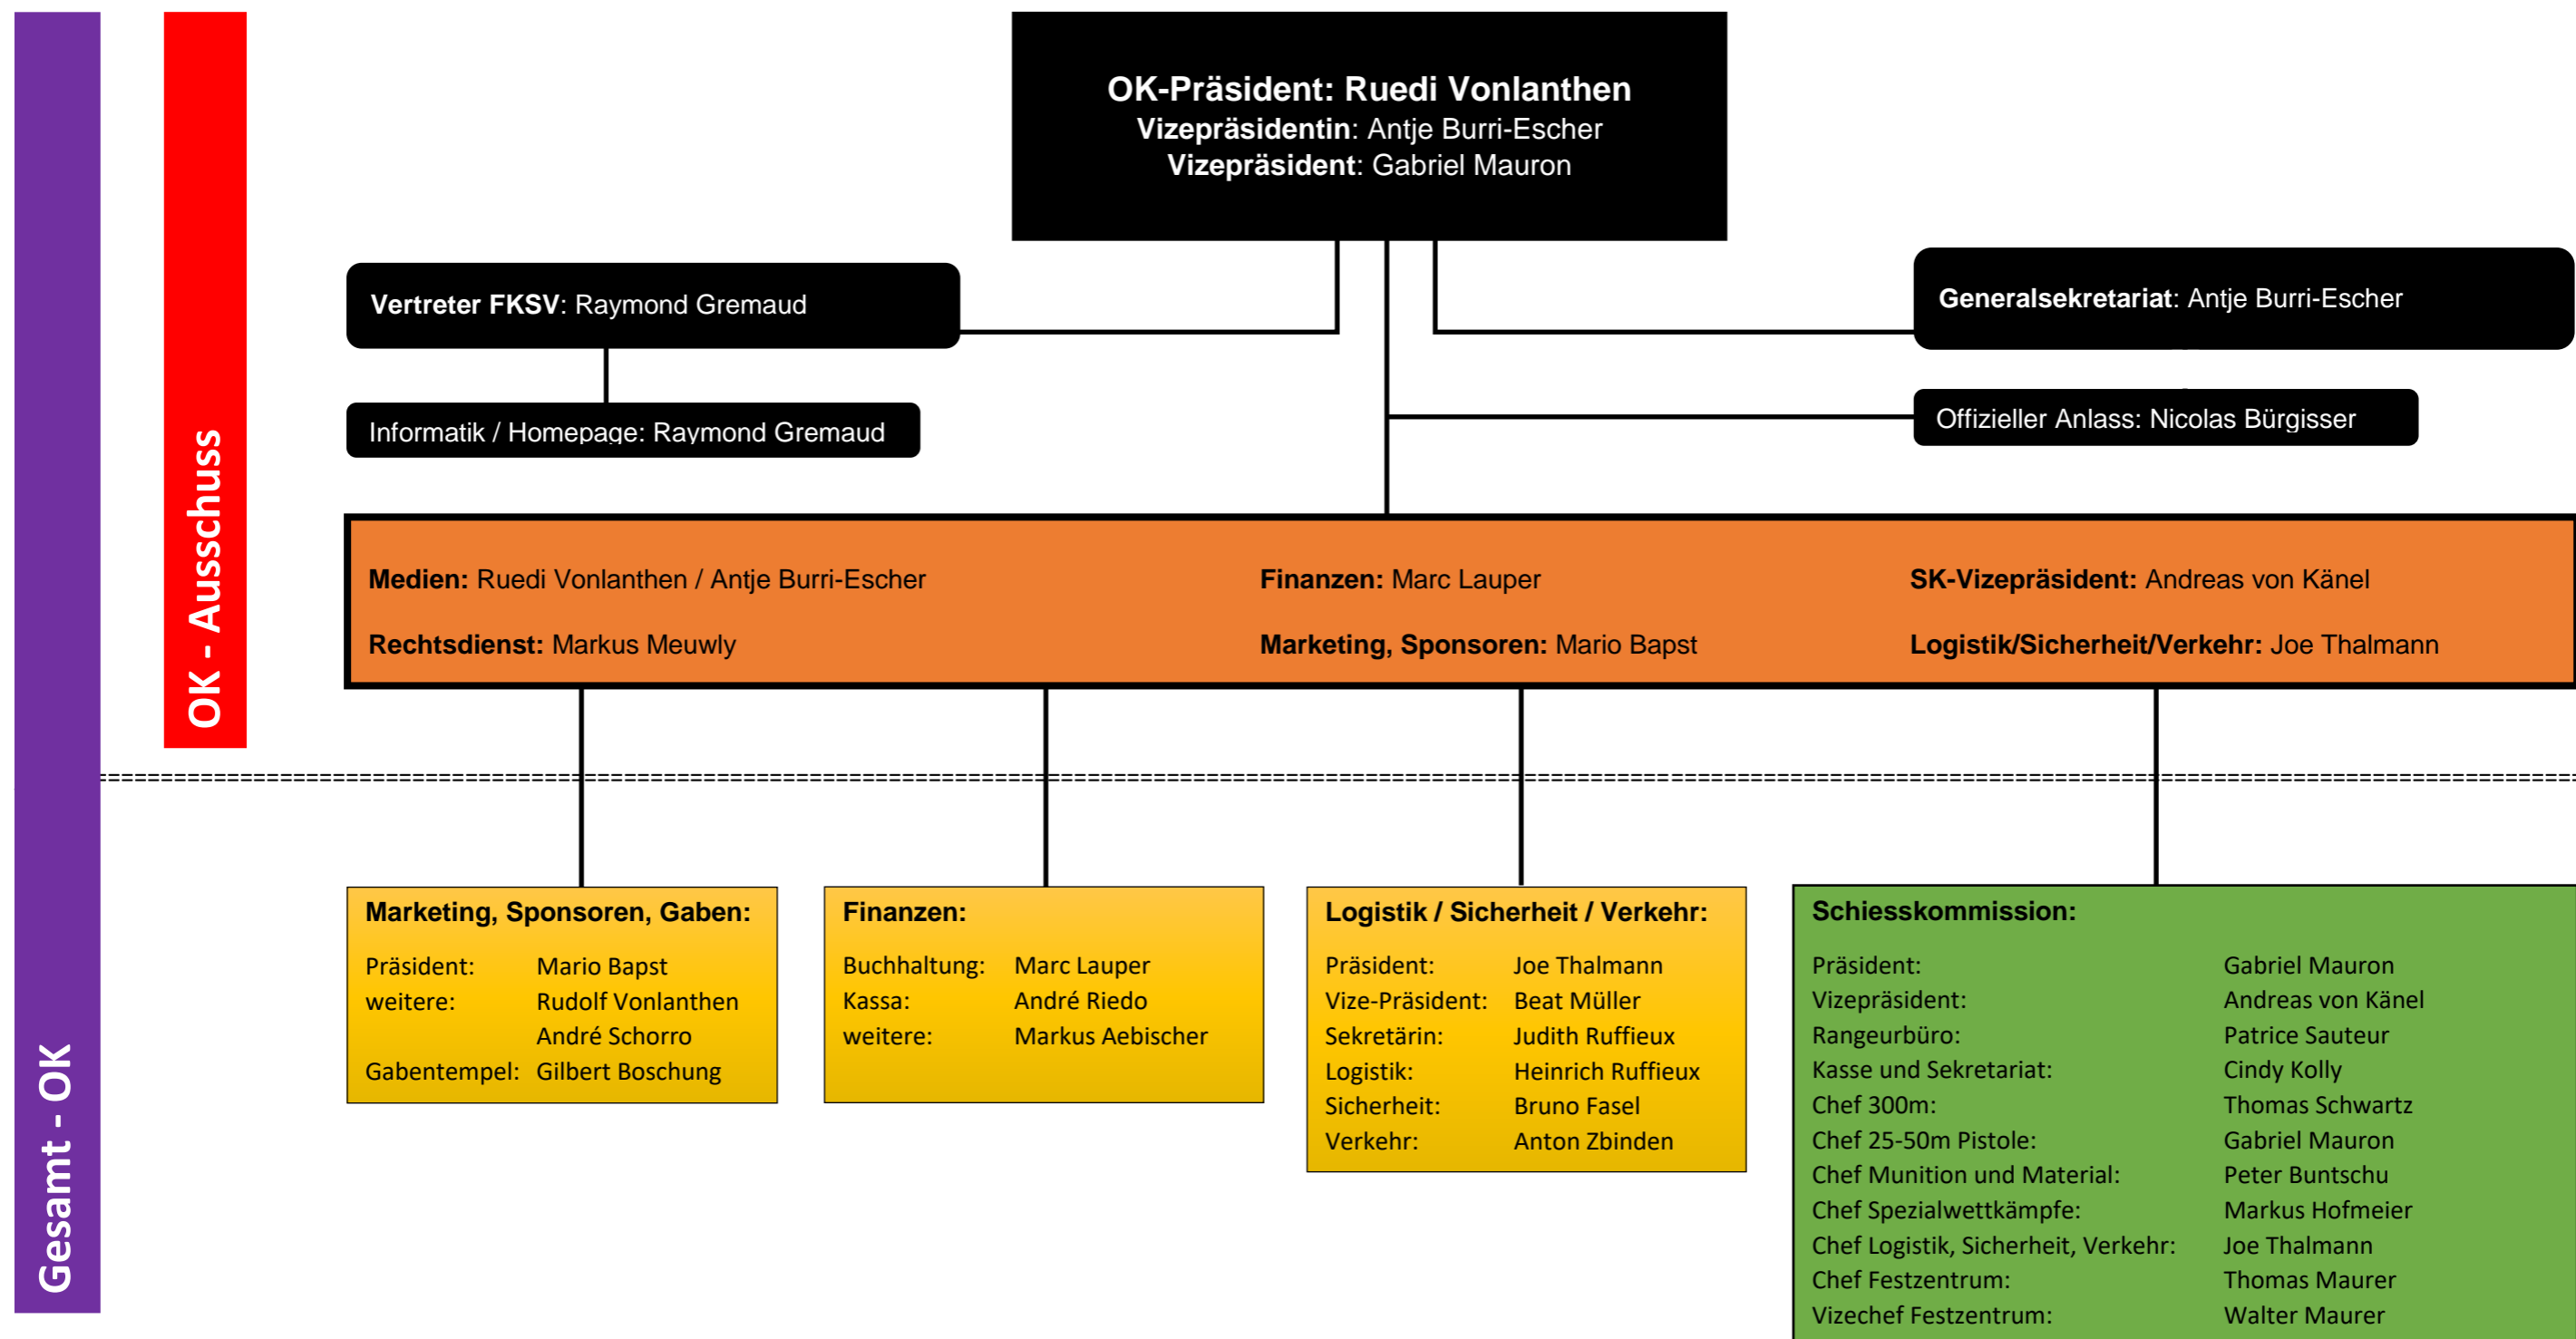 OK-Präsident: Ruedi Vonlanthen
Vizepräsidentin: Antje Burri-Escher
Vizepräsident: Gabriel Mauron
Vertreter FKSV: Raymond Gremaud
Generalsekretariat: Antje Burri-Escher
Informatik / Homepage: Raymond Gremaud
Offizieller Anlass: Nicolas Bürgisser
OK - Ausschuss
Medien: Ruedi Vonlanthen / Antje Burri-Escher
Finanzen: Marc Lauper
SK-Vizepräsident: Andreas von Känel
Rechtsdienst: Markus Meuwly
Marketing, Sponsoren: Mario Bapst
Logistik/Sicherheit/Verkehr: Joe Thalmann
Gesamt - OK
Marketing, Sponsoren, Gaben:
Präsident: Mario Bapst
weitere: Rudolf Vonlanthen
André Schorro
Gabentempel: Gilbert Boschung
Finanzen:
Buchhaltung: Marc Lauper
Kassa: André Riedo
weitere: Markus Aebischer
Logistik / Sicherheit / Verkehr:
Präsident: Joe Thalmann
Vize-Präsident: Beat Müller
Sekretärin: Judith Ruffieux
Logistik: Heinrich Ruffieux
Sicherheit: Bruno Fasel
Verkehr: Anton Zbinden
Schiesskommission:
Präsident: Gabriel Mauron
Vizepräsident: Andreas von Känel
Rangeurbüro: Patrice Sauteur
Kasse und Sekretariat: Cindy Kolly
Chef 300m: Thomas Schwartz
Chef 25-50m Pistole: Gabriel Mauron
Chef Munition und Material: Peter Buntschu
Chef Spezialwettkämpfe: Markus Hofmeier
Chef Logistik, Sicherheit, Verkehr: Joe Thalmann
Chef Festzentrum: Thomas Maurer
Vizechef Festzentrum: Walter Maurer